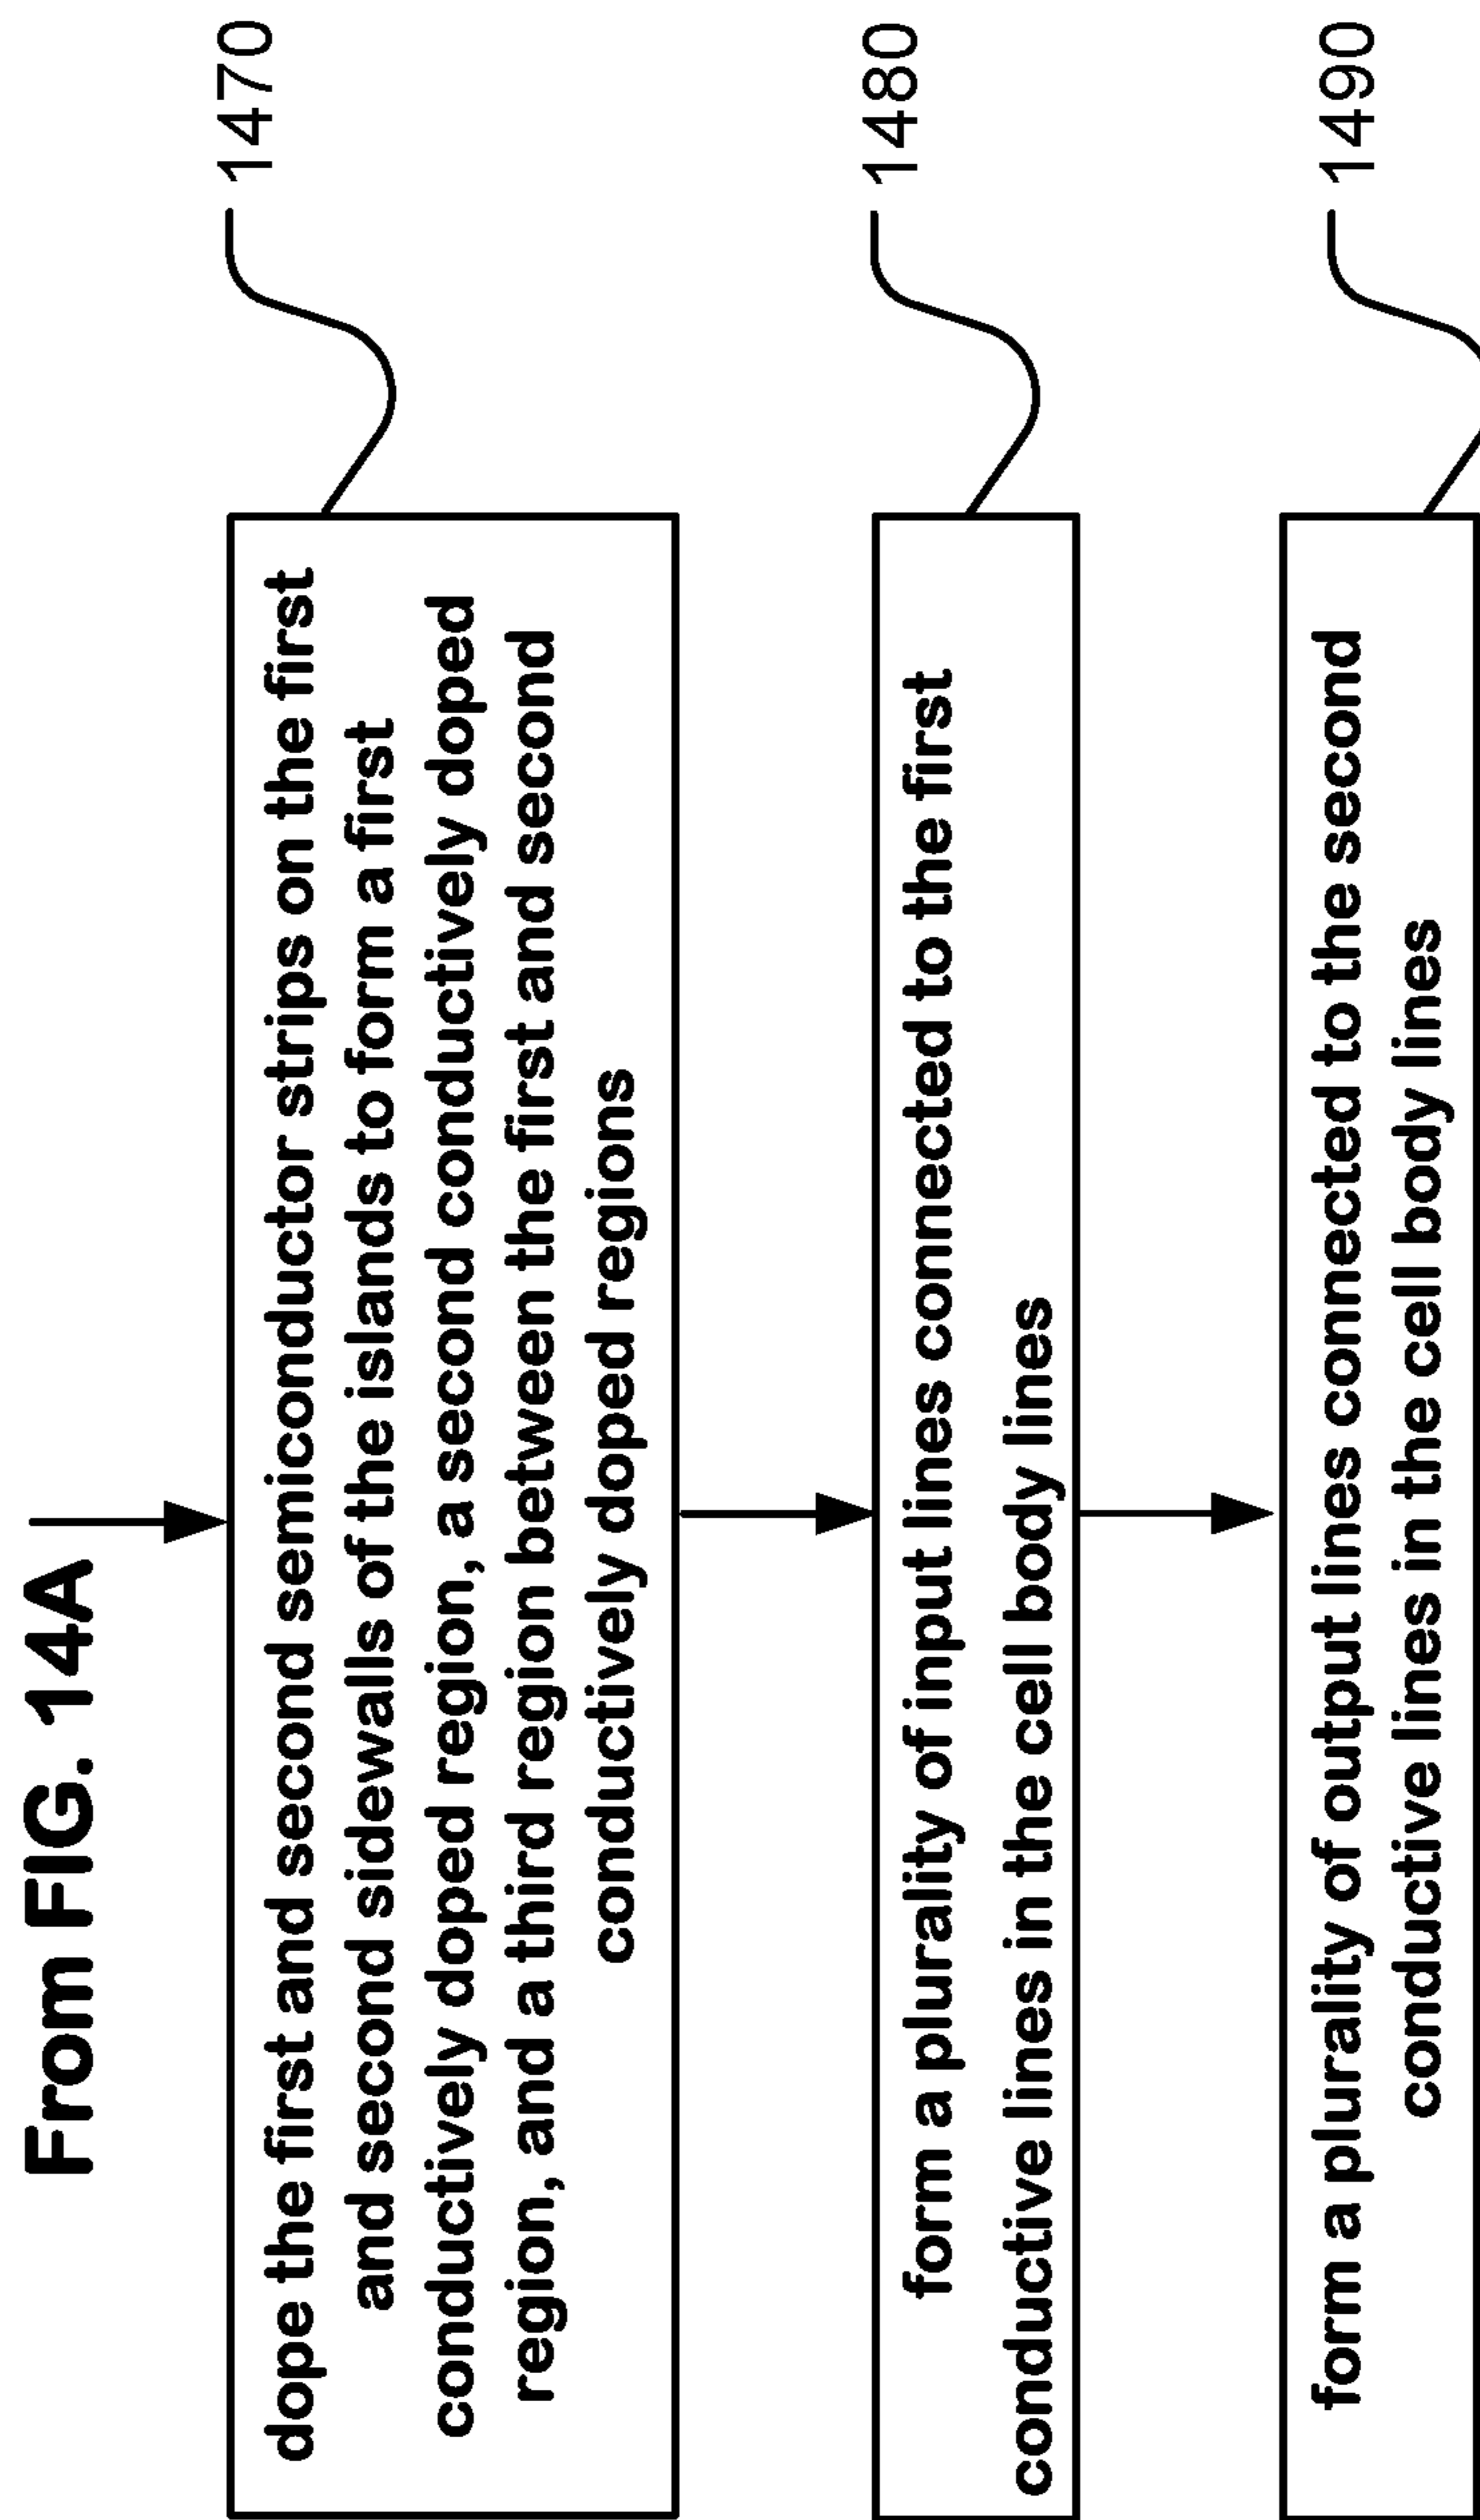 From FIG. 14A
dope the first and second semiconductor strips on the first
and second sidewalls of the islands to form a first
conductively doped region, a second conductively doped
region, and a third region between the first and second
conductively doped regions
1470
form a plurality of input lines connected to the first
conductive lines in the cell body lines
1480
form a plurality of output lines connected to the second
conductive lines in the cell body lines
1490